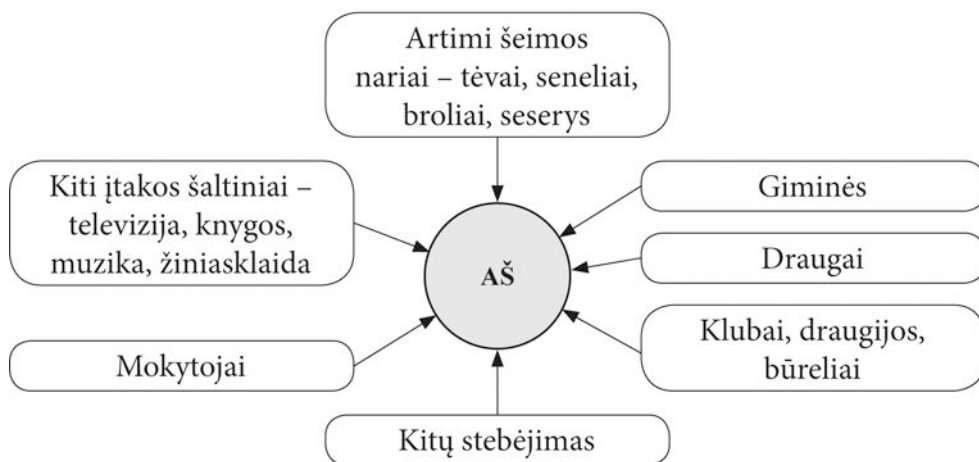 Artimi šeimos
nariai – tėvai, seneliai,
broliai, seserys
Kiti įtakos šaltiniai –
televizija, knygos,
muzika, žiniasklaida
Giminės
AŠ
Draugai
Klubai, draugijos,
būreliai
Mokytojai
Kitų stebėjimas